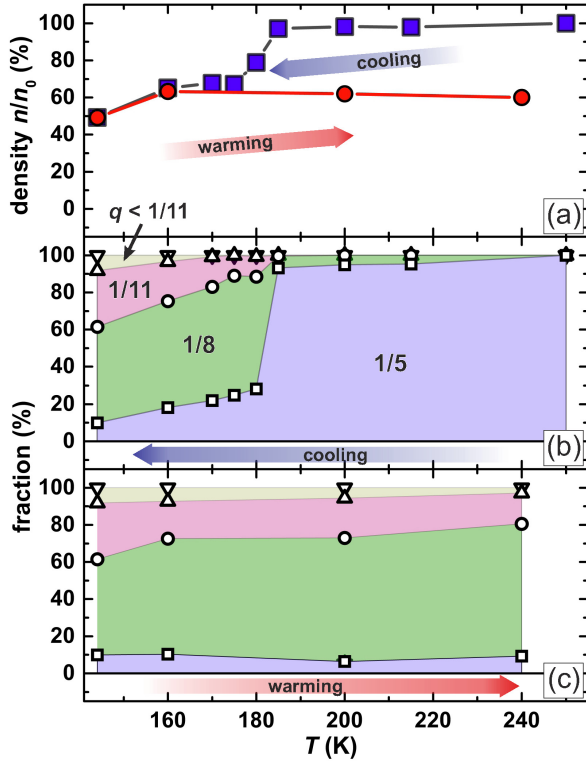 density n/n0 (%)
100
80
60
40
20
0
cooling
warming
(a)
q < 1/11
fraction (%)
100
80
60
40
20
0
1/11
1/8
1/5
cooling
(b)
100
80
60
40
20
0
warming
(c)
160 180 200 220 240
T (K)